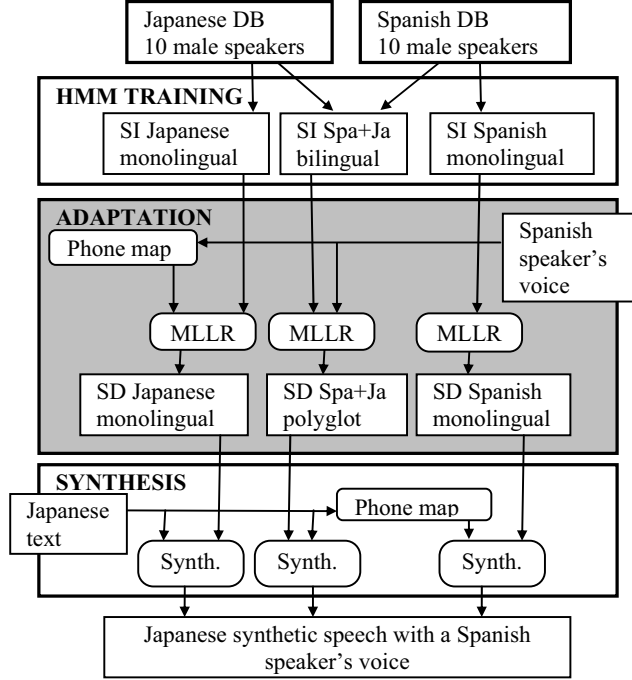 Japanese DB
10 male speakers
Spanish DB
10 male speakers
HMM TRAINING
SI Japanese
monolingual
SI Spa+Ja
bilingual
SI Spanish
monolingual
ADAPTATION
Phone map
Spanish
speaker's
voice
MLLR
MLLR
MLLR
SD Japanese
monolingual
SD Spa+Ja
polyglot
SD Spanish
monolingual
SYNTHESIS
Japanese
text
Phone map
Synth.
Synth.
Synth.
Japanese synthetic speech with a Spanish
speaker's voice